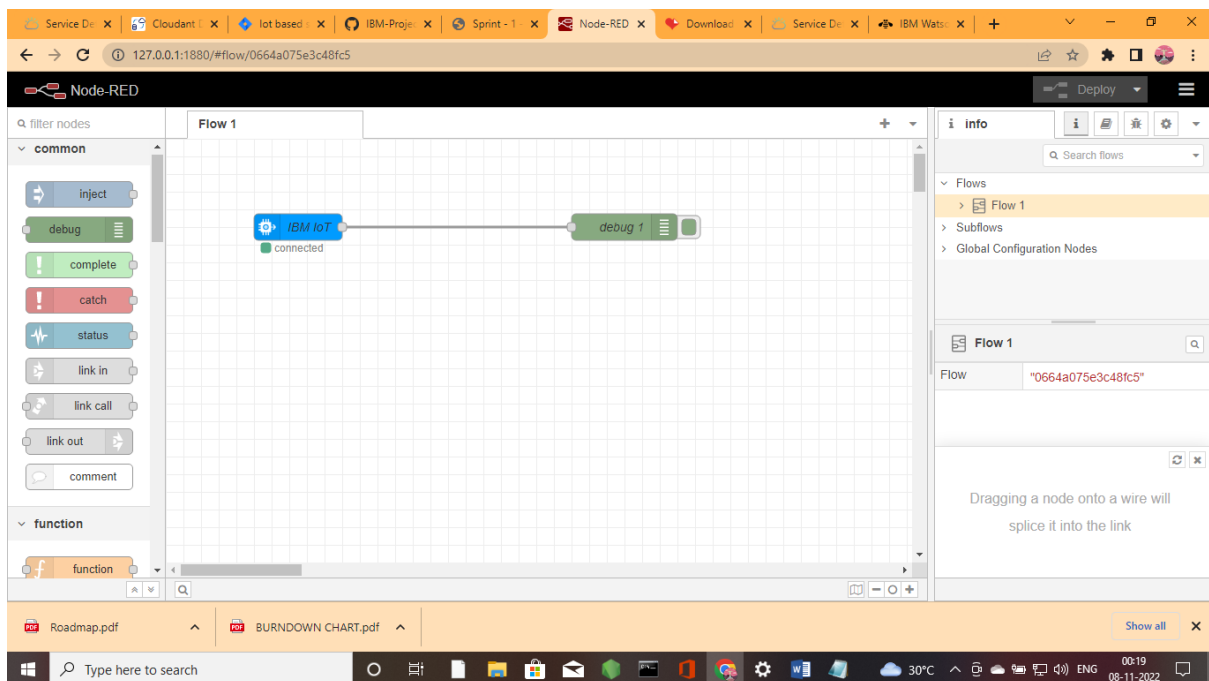 Service De
Cloudant
Iot based
IBM-Projec
Sprint - 1 -
Node-RED
Download
Service De
IBM Wats
127.0.0.1:1880/#flow/0664a075e3c48fc5
Node-RED
Deploy
filter nodes
Flow 1
i info
common
Search flows
inject
Flows
Flow 1
debug
IBM IoT
debug 1
Subflows
connected
Global Configuration Nodes
complete
catch
status
Flow 1
link in
Flow
"0664a075e3c48fc5"
link call
link out
comment
Dragging a node onto a wire will
splice it into the link
function
function
Roadmap.pdf
BURNDOWN CHART.pdf
Show all
Type here to search
30°C
ENG
00:19
08-11-2022